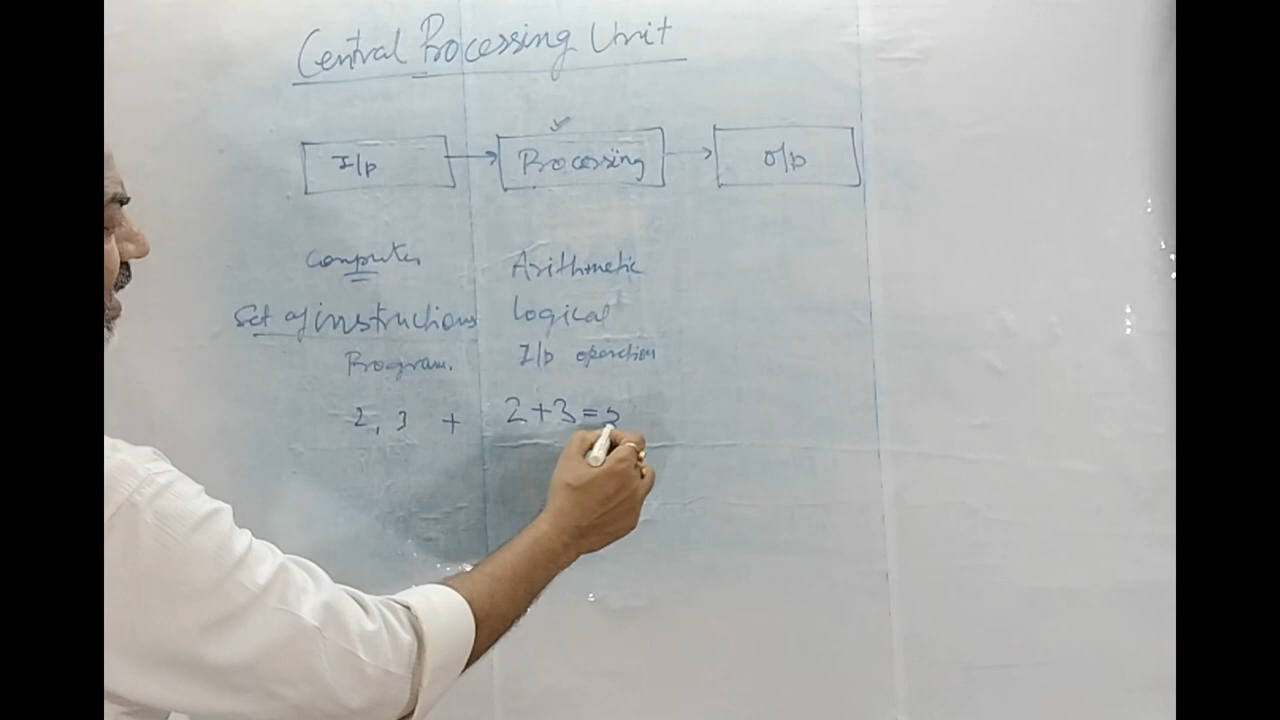 Central Processing Unit
I/p → Processing → O/p
Computer Arithmetic
Set of instructions Logical
Program. I/p operation
2, 3 + 2+3=5